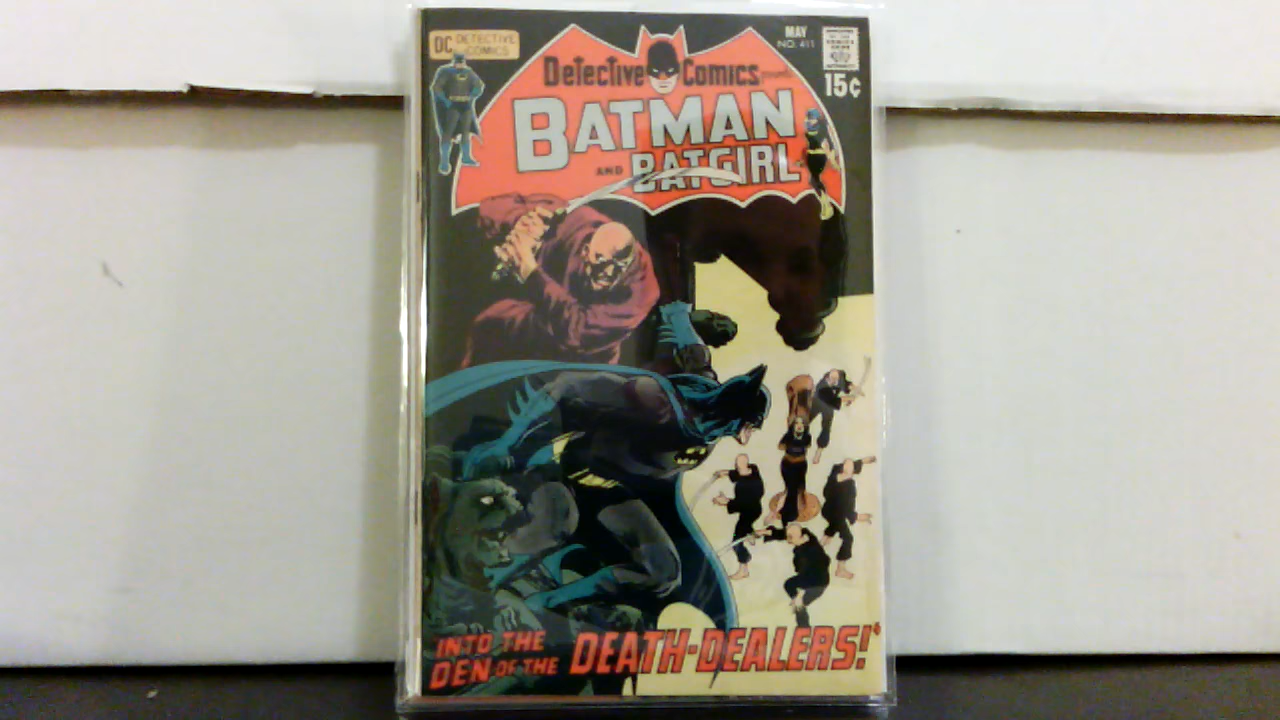 DC DETECTIVE
COMICS
MAY
NO. 411
15¢
Detective Comics presents
BATMAN
AND BATGIRL
INTO THE
DEN OF THE DEATH-DEALERS!